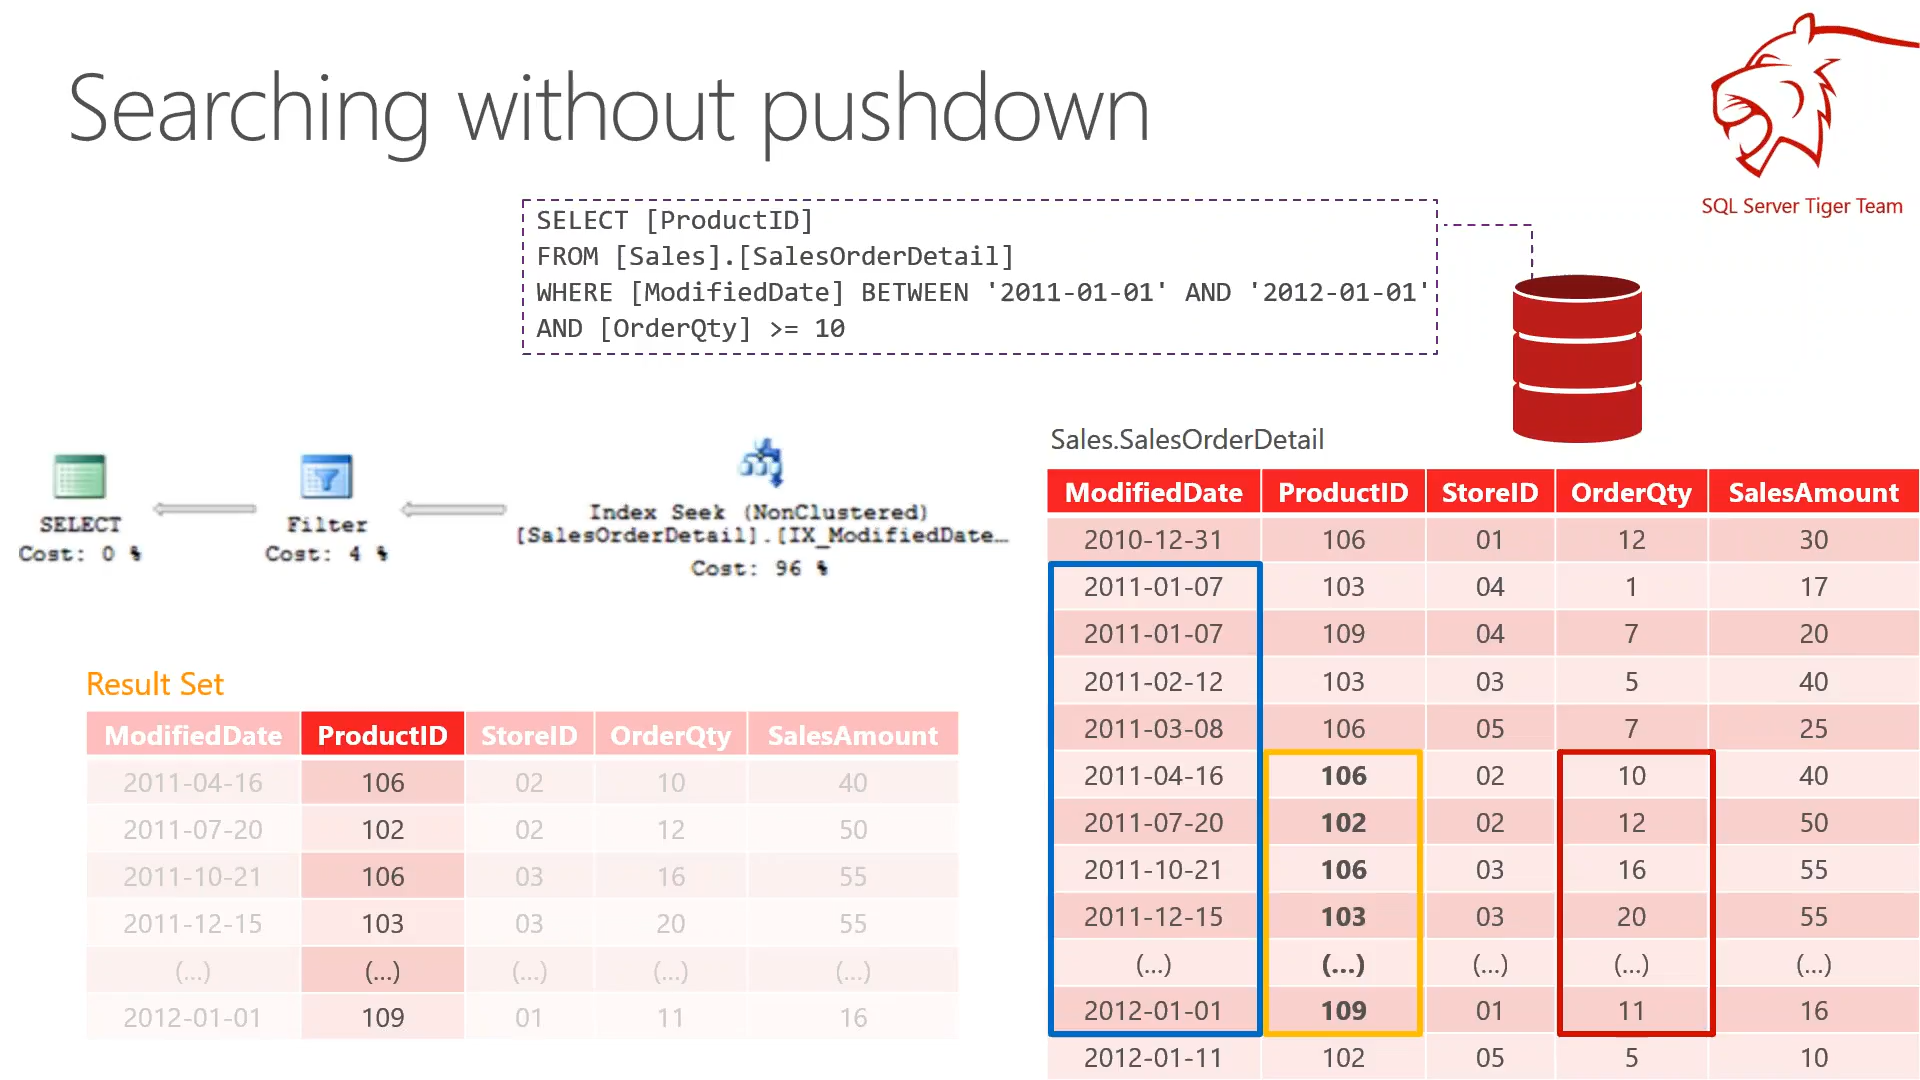 Searching without pushdown
SQL Server Tiger Team
SELECT [ProductID]
FROM [Sales].[SalesOrderDetail]
WHERE [ModifiedDate] BETWEEN '2011-01-01' AND '2012-01-01'
AND [OrderQty] >= 10
SELECT
Cost: 0 %
Filter
Cost: 4 %
Index Seek (NonClustered)
[SalesOrderDetail].[IX_ModifiedDate…
Cost: 96 %
Result Set
ModifiedDate ProductID StoreID OrderQty SalesAmount
2011-04-16 106 02 10 40
2011-07-20 102 02 12 50
2011-10-21 106 03 16 55
2011-12-15 103 03 20 55
(...) (...) (...) (...) (...)
2012-01-01 109 01 11 16
Sales.SalesOrderDetail
ModifiedDate ProductID StoreID OrderQty SalesAmount
2010-12-31 106 01 12 30
2011-01-07 103 04 1 17
2011-01-07 109 04 7 20
2011-02-12 103 03 5 40
2011-03-08 106 05 7 25
2011-04-16 106 02 10 40
2011-07-20 102 02 12 50
2011-10-21 106 03 16 55
2011-12-15 103 03 20 55
(...) (...) (...) (...) (...)
2012-01-01 109 01 11 16
2012-01-11 102 05 5 10